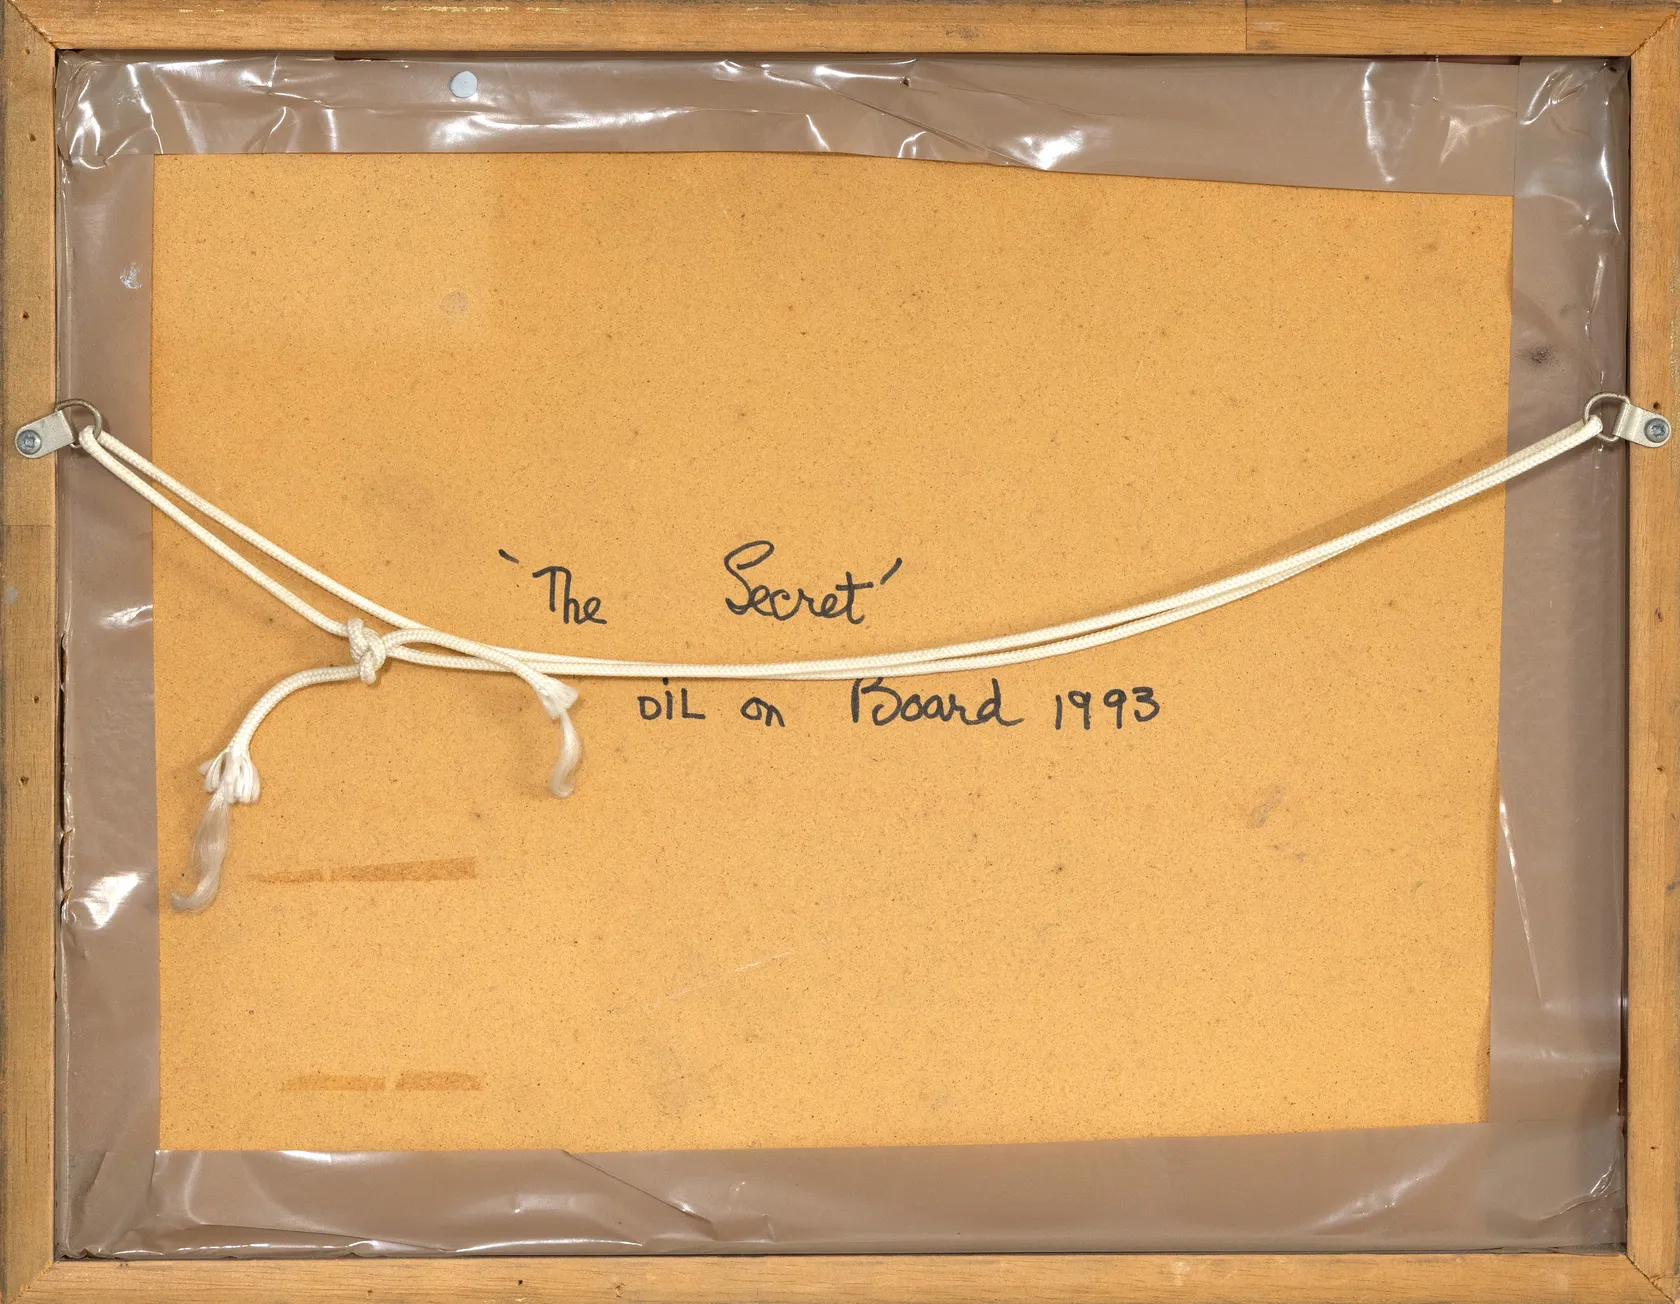 'The Secret'
OiL on Board 1993